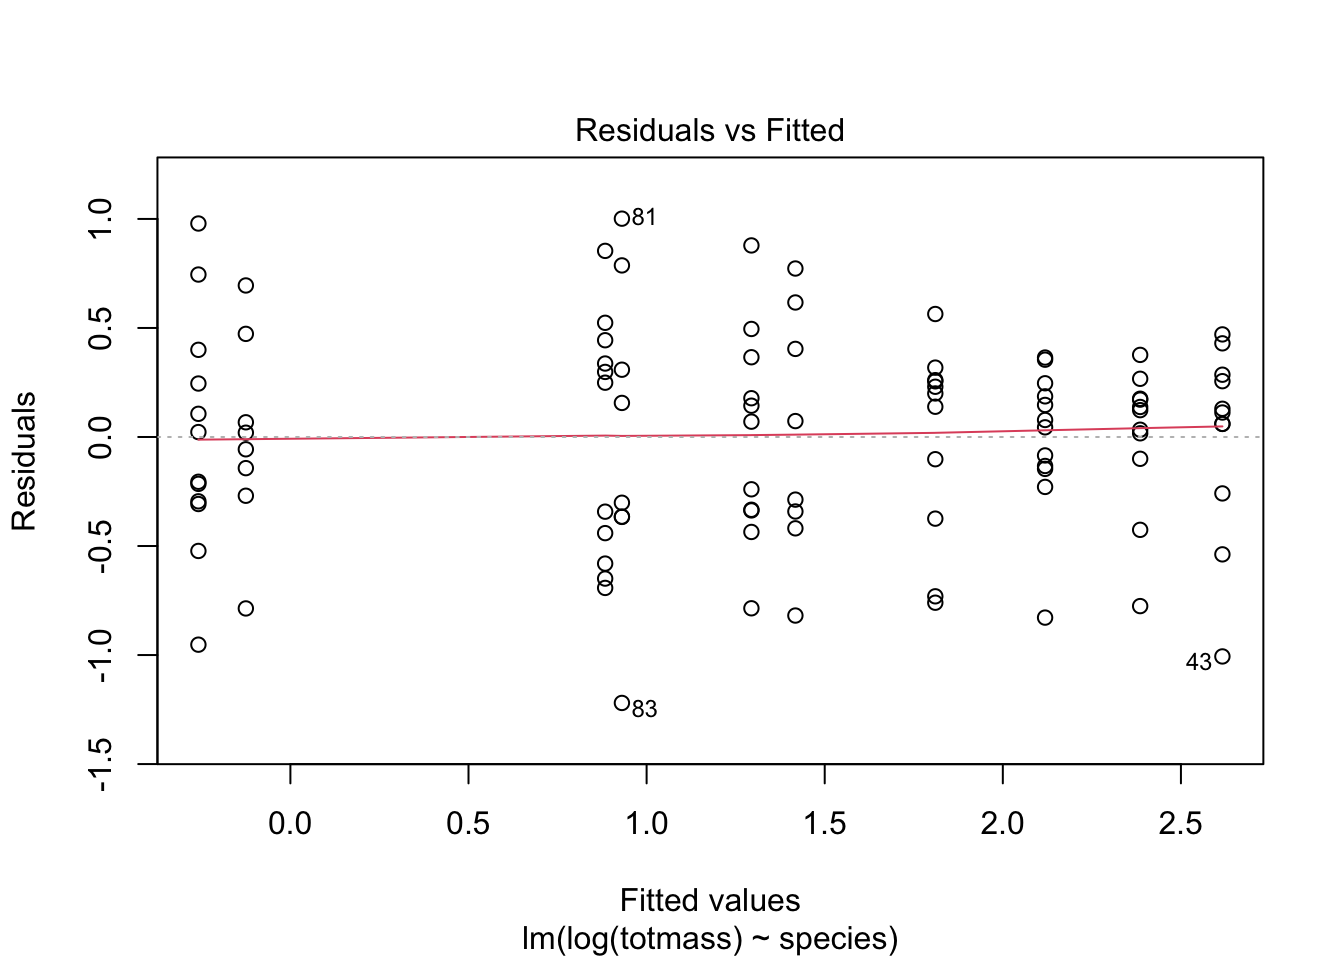 Residuals vs Fitted
Residuals
1.0
0.5
0.0
-0.5
-1.0
-1.5
81
43
83
0.0 0.5 1.0 1.5 2.0 2.5
Fitted values
lm(log(totmass) ~ species)